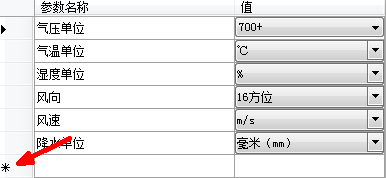 参数名称 值
气压单位 700+
气温单位 ℃
湿度单位 %
风向 16方位
风速 m/s
降水单位 毫米（mm）
*